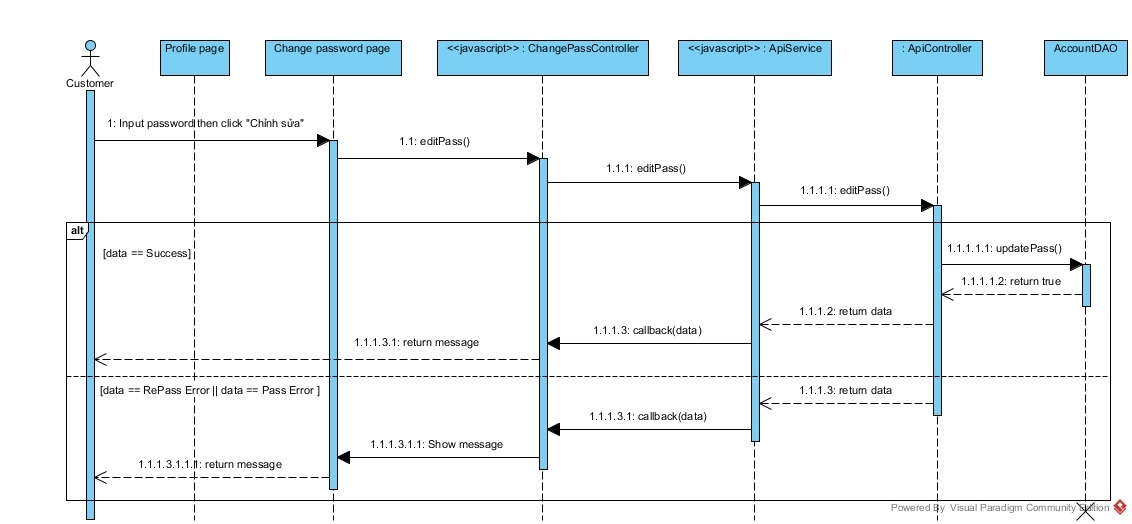 Profile page
Change password page
<<javascript>> : ChangePassController
<<javascript>> : ApiService
: ApiController
AccountDAO
Customer
1: Input password then click "Chỉnh sửa"
1.1: editPass()
1.1.1: editPass()
1.1.1.1: editPass()
alt
[data == Success]
1.1.1.1.1: updatePass()
1.1.1.1.2: return true
1.1.1.2: return data
1.1.1.3: callback(data)
1.1.1.3.1: return message
[data == RePass Error || data == Pass Error ]
1.1.1.3: return data
1.1.1.3.1: callback(data)
1.1.1.3.1.1: Show message
1.1.1.3.1.1.1: return message
Powered By Visual Paradigm Community Edition